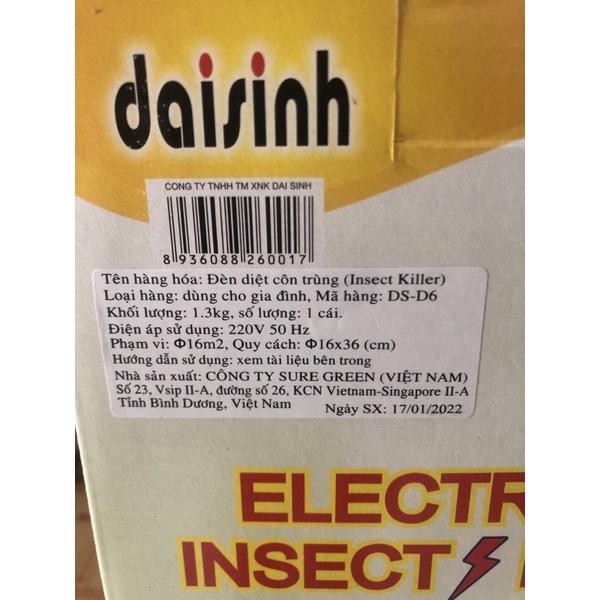 daisinh
CÔNG TY TNHH TM XNK DAI SINH
8 936088 260017
Tên hàng hóa: Đèn diệt côn trùng (Insect Killer)
Loại hàng: dùng cho gia đình, Mã hàng: DS-D6
Khối lượng: 1.3kg, số lượng: 1 cái.
Điện áp sử dụng: 220V 50 Hz
Phạm vi: Φ16m2, Quy cách: Φ16x36 (cm)
Hướng dẫn sử dụng: xem tài liệu bên trong
Nhà sản xuất: CÔNG TY SURE GREEN (VIỆT NAM)
Số 23, Vsip II-A, đường số 26, KCN Vietnam-Singapore II-A
Tỉnh Bình Dương, Việt Nam Ngày SX: 17/01/2022
ELECTR
INSECT